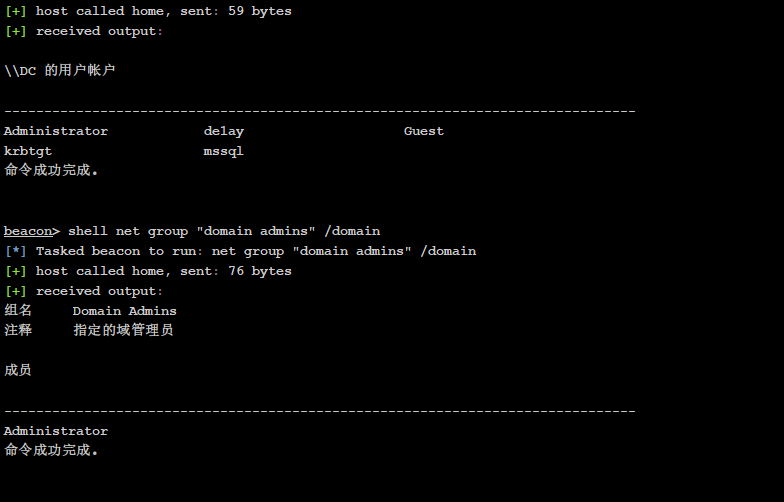 [+] host called home, sent: 59 bytes
[+] received output:
\\DC 的用户帐户
-------------------------------------------------------------------------------
Administrator            de1ay                    Guest
krbtgt                   mssql
命令成功完成。
beacon> shell net group "domain admins" /domain
[*] Tasked beacon to run: net group "domain admins" /domain
[+] host called home, sent: 76 bytes
[+] received output:
组名     Domain Admins
注释     指定的域管理员
成员
-------------------------------------------------------------------------------
Administrator
命令成功完成。